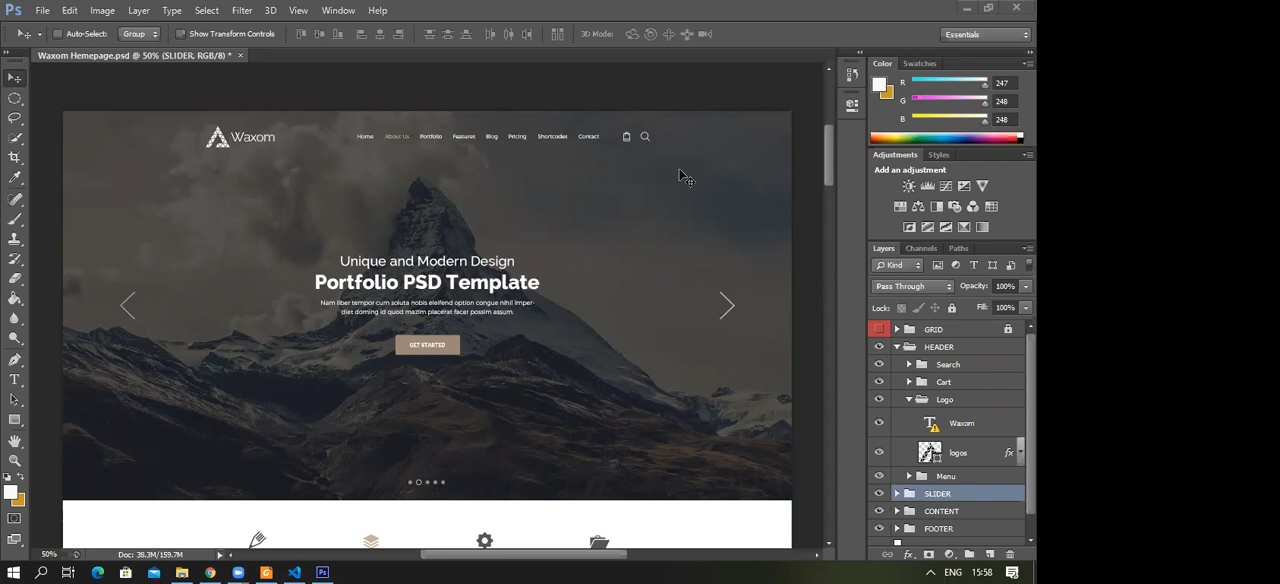 Ps File Edit Image Layer Type Select Filter 3D View Window Help
Auto-Select: Group Show Transform Controls 3D Mode: Essentials
Waxom Hemepage.psd @ 50% (SLIDER, RGB/8) * ×
Color Swatches
R 247
G 248
B 248
Adjustments Styles
Add an adjustment
Layers Channels Paths
Kind
Pass Through Opacity: 100%
Lock: Fill: 100%
GRID
HEADER
Search
Cart
Logo
T Waxom
logos fx
Menu
SLIDER
CONTENT
FOOTER
Waxom Home About Us Portfolio Features Blog Pricing Shortcodes Contact
Unique and Modern Design
Portfolio PSD Template
Nam liber tempor cum soluta nobis eleifend option congue nihil imper-
diet doming id quod mazim placerat facer possim assum.
GET STARTED
50% Doc: 38.3M/159.7M
ENG 15:58